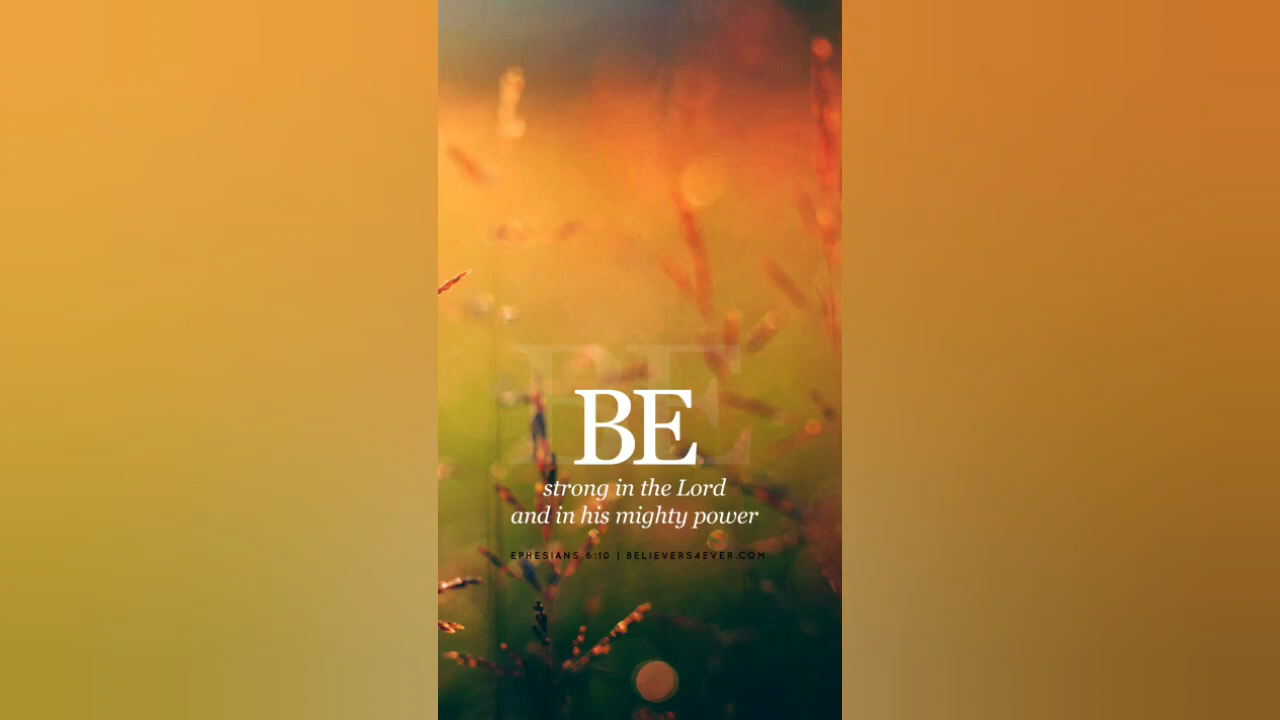 BE
strong in the Lord
and in his mighty power
EPHESIANS 6:10 | BELIEVERS4EVER.COM